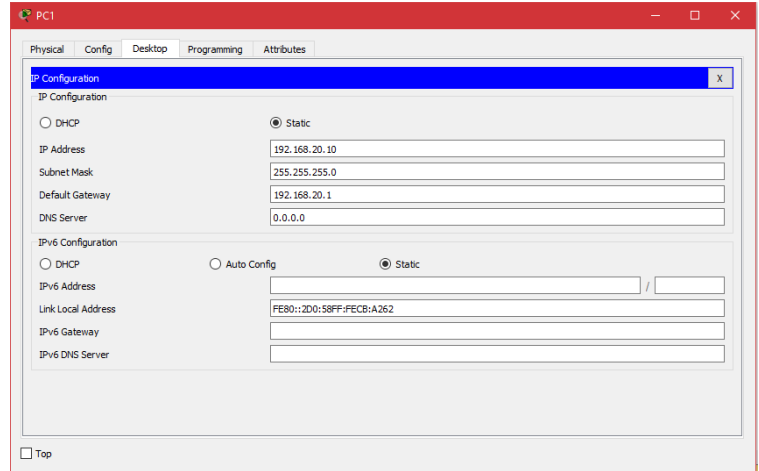 PC1
Physical Config Desktop Programming Attributes
IP Configuration X
IP Configuration
DHCP Static
IP Address 192.168.20.10
Subnet Mask 255.255.255.0
Default Gateway 192.168.20.1
DNS Server 0.0.0.0
IPv6 Configuration
DHCP Auto Config Static
IPv6 Address /
Link Local Address FE80::2D0:58FF:FECB:A262
IPv6 Gateway
IPv6 DNS Server
Top